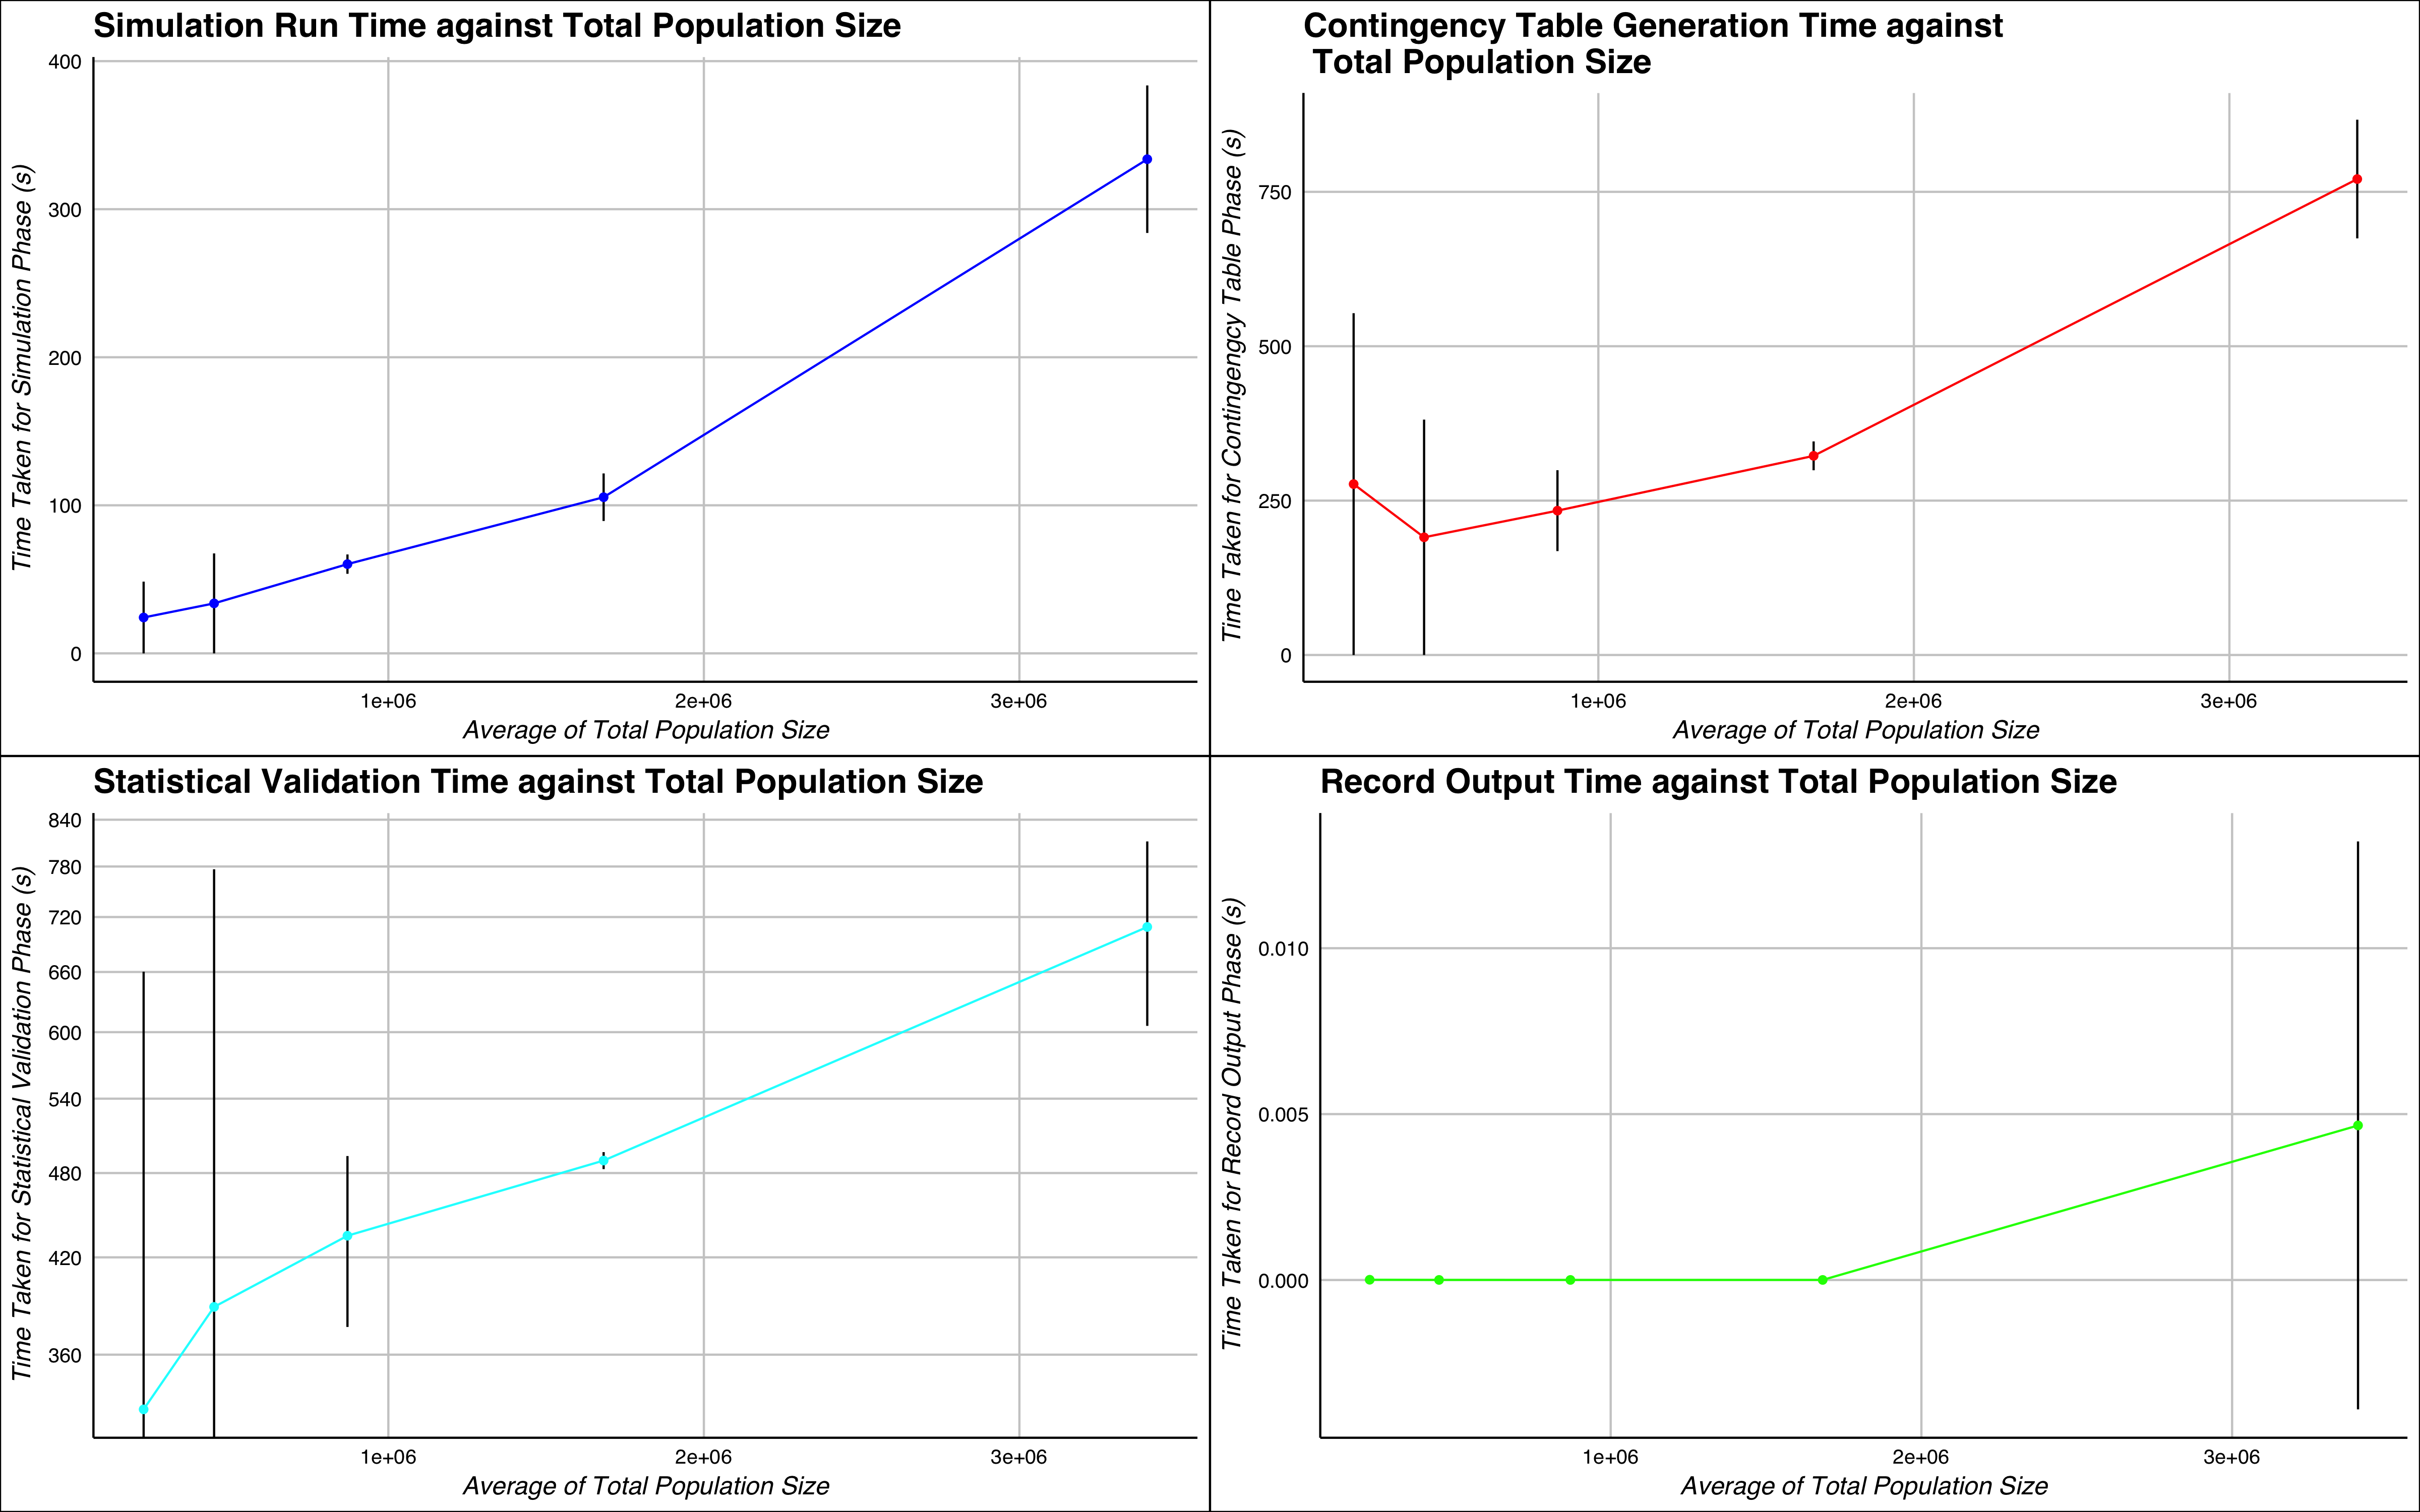 Simulation Run Time against Total Population Size
Time Taken for Simulation Phase (s)
400
300
200
100
0
1e+06 2e+06 3e+06
Average of Total Population Size
Contingency Table Generation Time against
Total Population Size
Time Taken for Contingengcy Table Phase (s)
750
500
250
0
1e+06 2e+06 3e+06
Average of Total Population Size
Statistical Validation Time against Total Population Size
Time Taken for Statistical Validation Phase (s)
840
780
720
660
600
540
480
420
360
1e+06 2e+06 3e+06
Average of Total Population Size
Record Output Time against Total Population Size
Time Taken for Record Output Phase (s)
0.010
0.005
0.000
1e+06 2e+06 3e+06
Average of Total Population Size